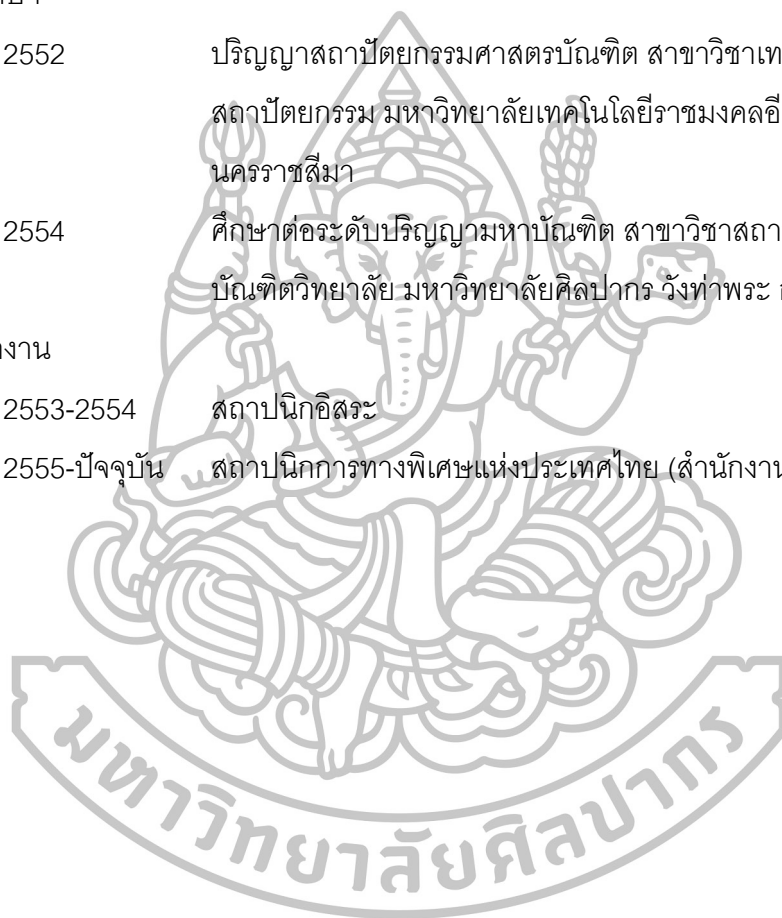 2552 ปริญญาสถาปัตยกรรมศาสตรบัณฑิต สาขาวิชาเท
สถาปัตยกรรม มหาวิทยาลัยเทคโนโลยีราชมงคลอี
นครราชสีมา
2554 ศึกษาต่อระดับปริญญามหาบัณฑิต สาขาวิชาสถา
บัณฑิตวิทยาลัย มหาวิทยาลัยศิลปากร วังท่าพระ
งาน
2553-2554 สถาปนิกอิสระ
2555-ปัจจุบัน สถาปนิกการทางพิเศษแห่งประเทศไทย (สำนักงาน
มหาวิทยาลัยศิลปากร